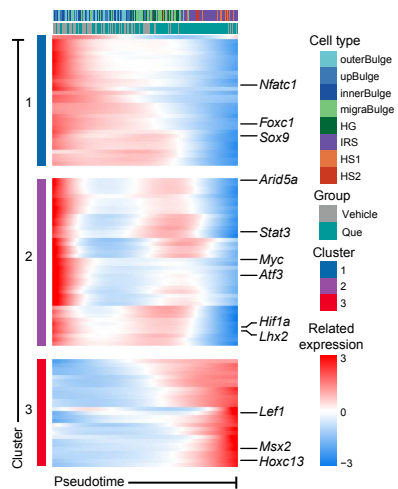 Cell type
outerBulge
upBulge
innerBulge
migraBulge
HG
IRS
HS1
HS2
Group
Vehicle
Que
Cluster
1
2
3
Related
expression
3
0
−3
1
Nfatc1
Foxc1
Sox9
2
Arid5a
Stat3
Myc
Atf3
Hif1a
Lhx2
3
Lef1
Msx2
Hoxc13
Cluster
Pseudotime